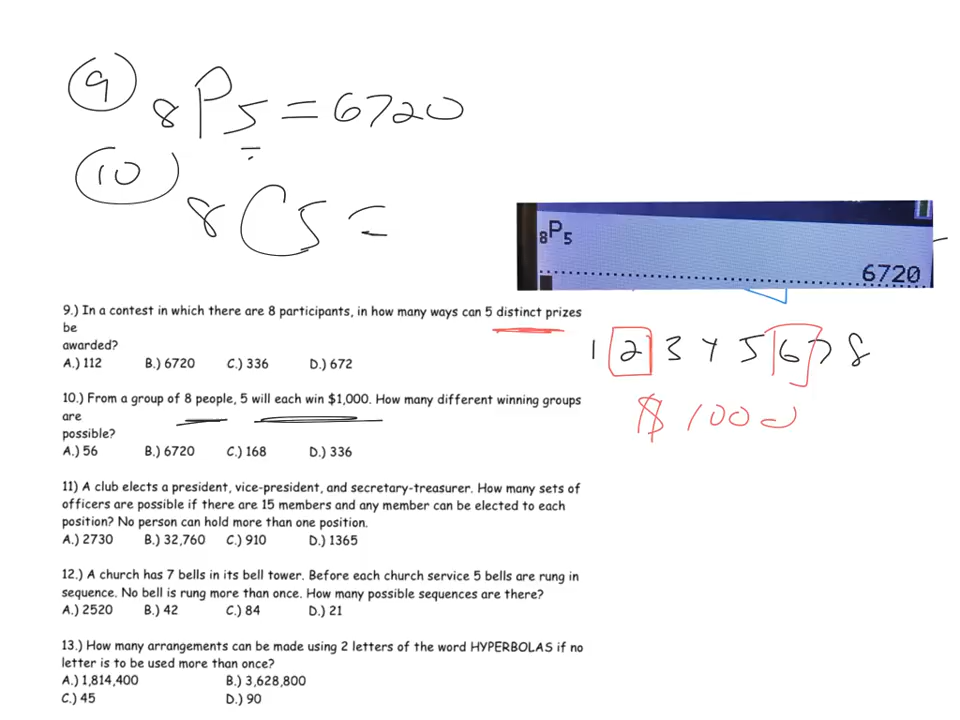 9 8P5 = 6720
10 8C5 =
8P5
6720
9.) In a contest in which there are 8 participants, in how many ways can 5 distinct prizes
be
awarded?
A.) 112 B.) 6720 C.) 336 D.) 672
1 2 3 4 5 6 7 8
$ 1000
10.) From a group of 8 people, 5 will each win $1,000. How many different winning groups
are
possible?
A.) 56 B.) 6720 C.) 168 D.) 336
11) A club elects a president, vice-president, and secretary-treasurer. How many sets of
officers are possible if there are 15 members and any member can be elected to each
position? No person can hold more than one position.
A.) 2730 B.) 32,760 C.) 910 D.) 1365
12.) A church has 7 bells in its bell tower. Before each church service 5 bells are rung in
sequence. No bell is rung more than once. How many possible sequences are there?
A.) 2520 B.) 42 C.) 84 D.) 21
13.) How many arrangements can be made using 2 letters of the word HYPERBOLAS if no
letter is to be used more than once?
A.) 1,814,400 B.) 3,628,800
C.) 45 D.) 90